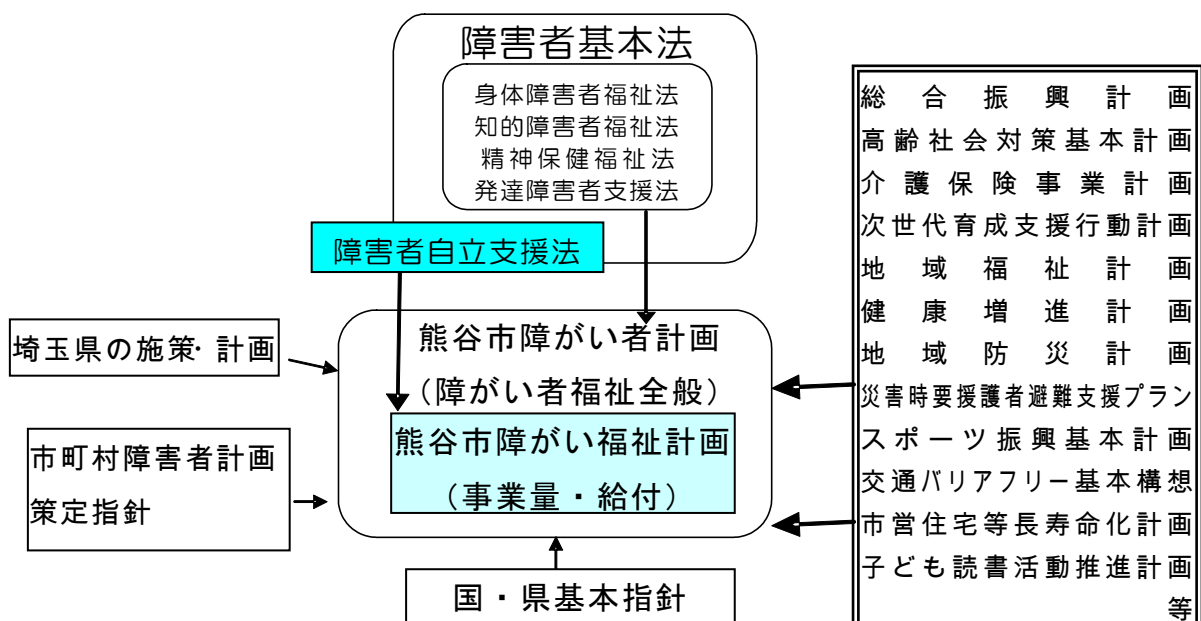 障害者基本法
身体障害者福祉法
知的障害者福祉法
精神保健福祉法
発達障害者支援法
障害者自立支援法
埼玉県の施策・計画
市町村障害者計画
策定指針
熊谷市障がい者計画
（障がい者福祉全般）
熊谷市障がい福祉計画
（事業量・給付）
国・県基本指針
総合振興計画
高齢社会対策基本計画
介護保険事業計画
次世代育成支援行動計画
地域福祉計画
健康増進計画
地域防災計画
災害時要援護者避難支援プラン
スポーツ振興基本計画
交通バリアフリー基本構想
市営住宅等長寿命化計画
子ども読書活動推進計画
等